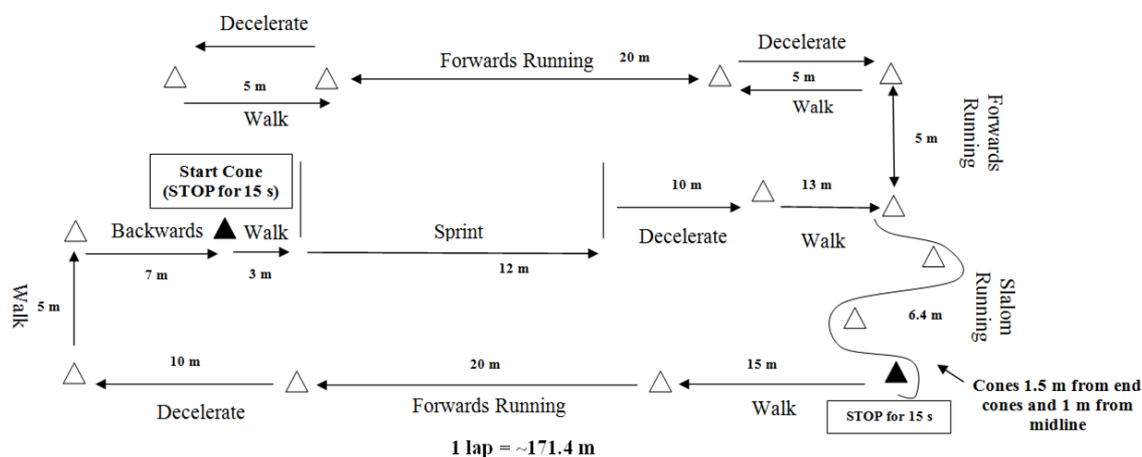 Decelerate
5 m
Walk
Forwards Running
20 m
Decelerate
5 m
Walk
Forwards
Running
5 m
Start Cone
(STOP for 15 s)
Backwards
7 m
Walk
3 m
Sprint
12 m
10 m
Decelerate
13 m
Walk
Slalom
Running
6.4 m
Walk
5 m
10 m
Decelerate
20 m
Forwards Running
15 m
Walk
STOP for 15 s
Cones 1.5 m from end
cones and 1 m from
midline
1 lap = ~171.4 m